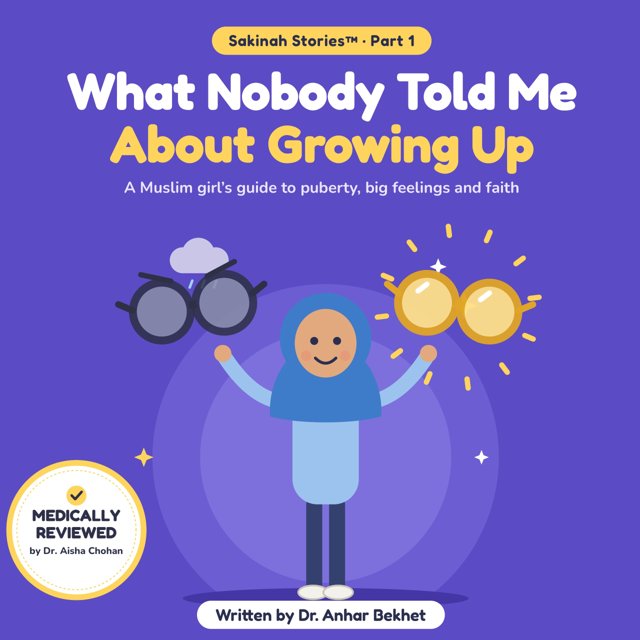 Sakinah Stories™ · Part 1
What Nobody Told Me
About Growing Up
A Muslim girl's guide to puberty, big feelings and faith
MEDICALLY
REVIEWED
by Dr. Aisha Chohan
Written by Dr. Anhar Bekhet